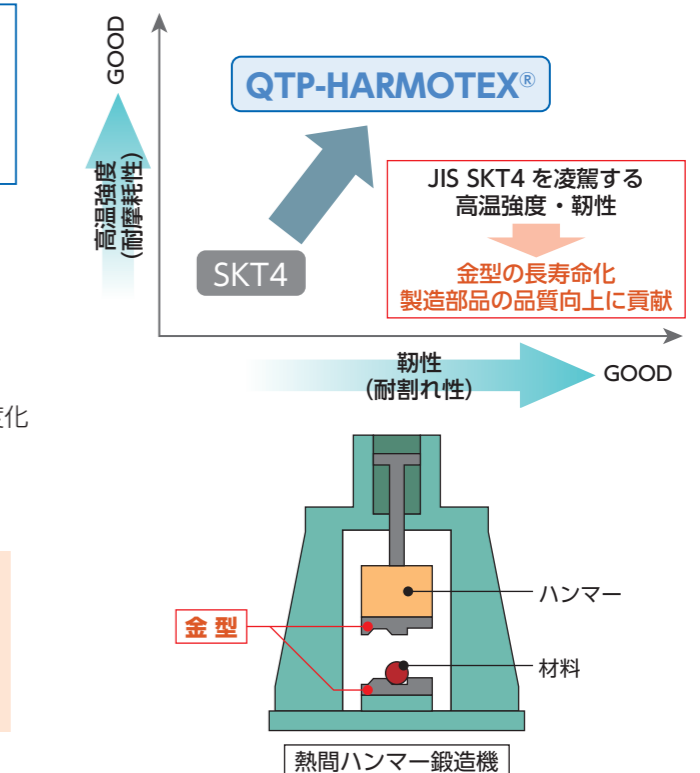 GOOD
高温強度
(耐摩耗性)
QTP-HARMOTEX®
SKT4
JIS SKT4 を凌駕する
高温強度・靭性
金型の長寿命化
製造部品の品質向上に貢献
靭性
(耐割れ性)
GOOD
化
ハンマー
金型
材料
熱間ハンマー鍛造機